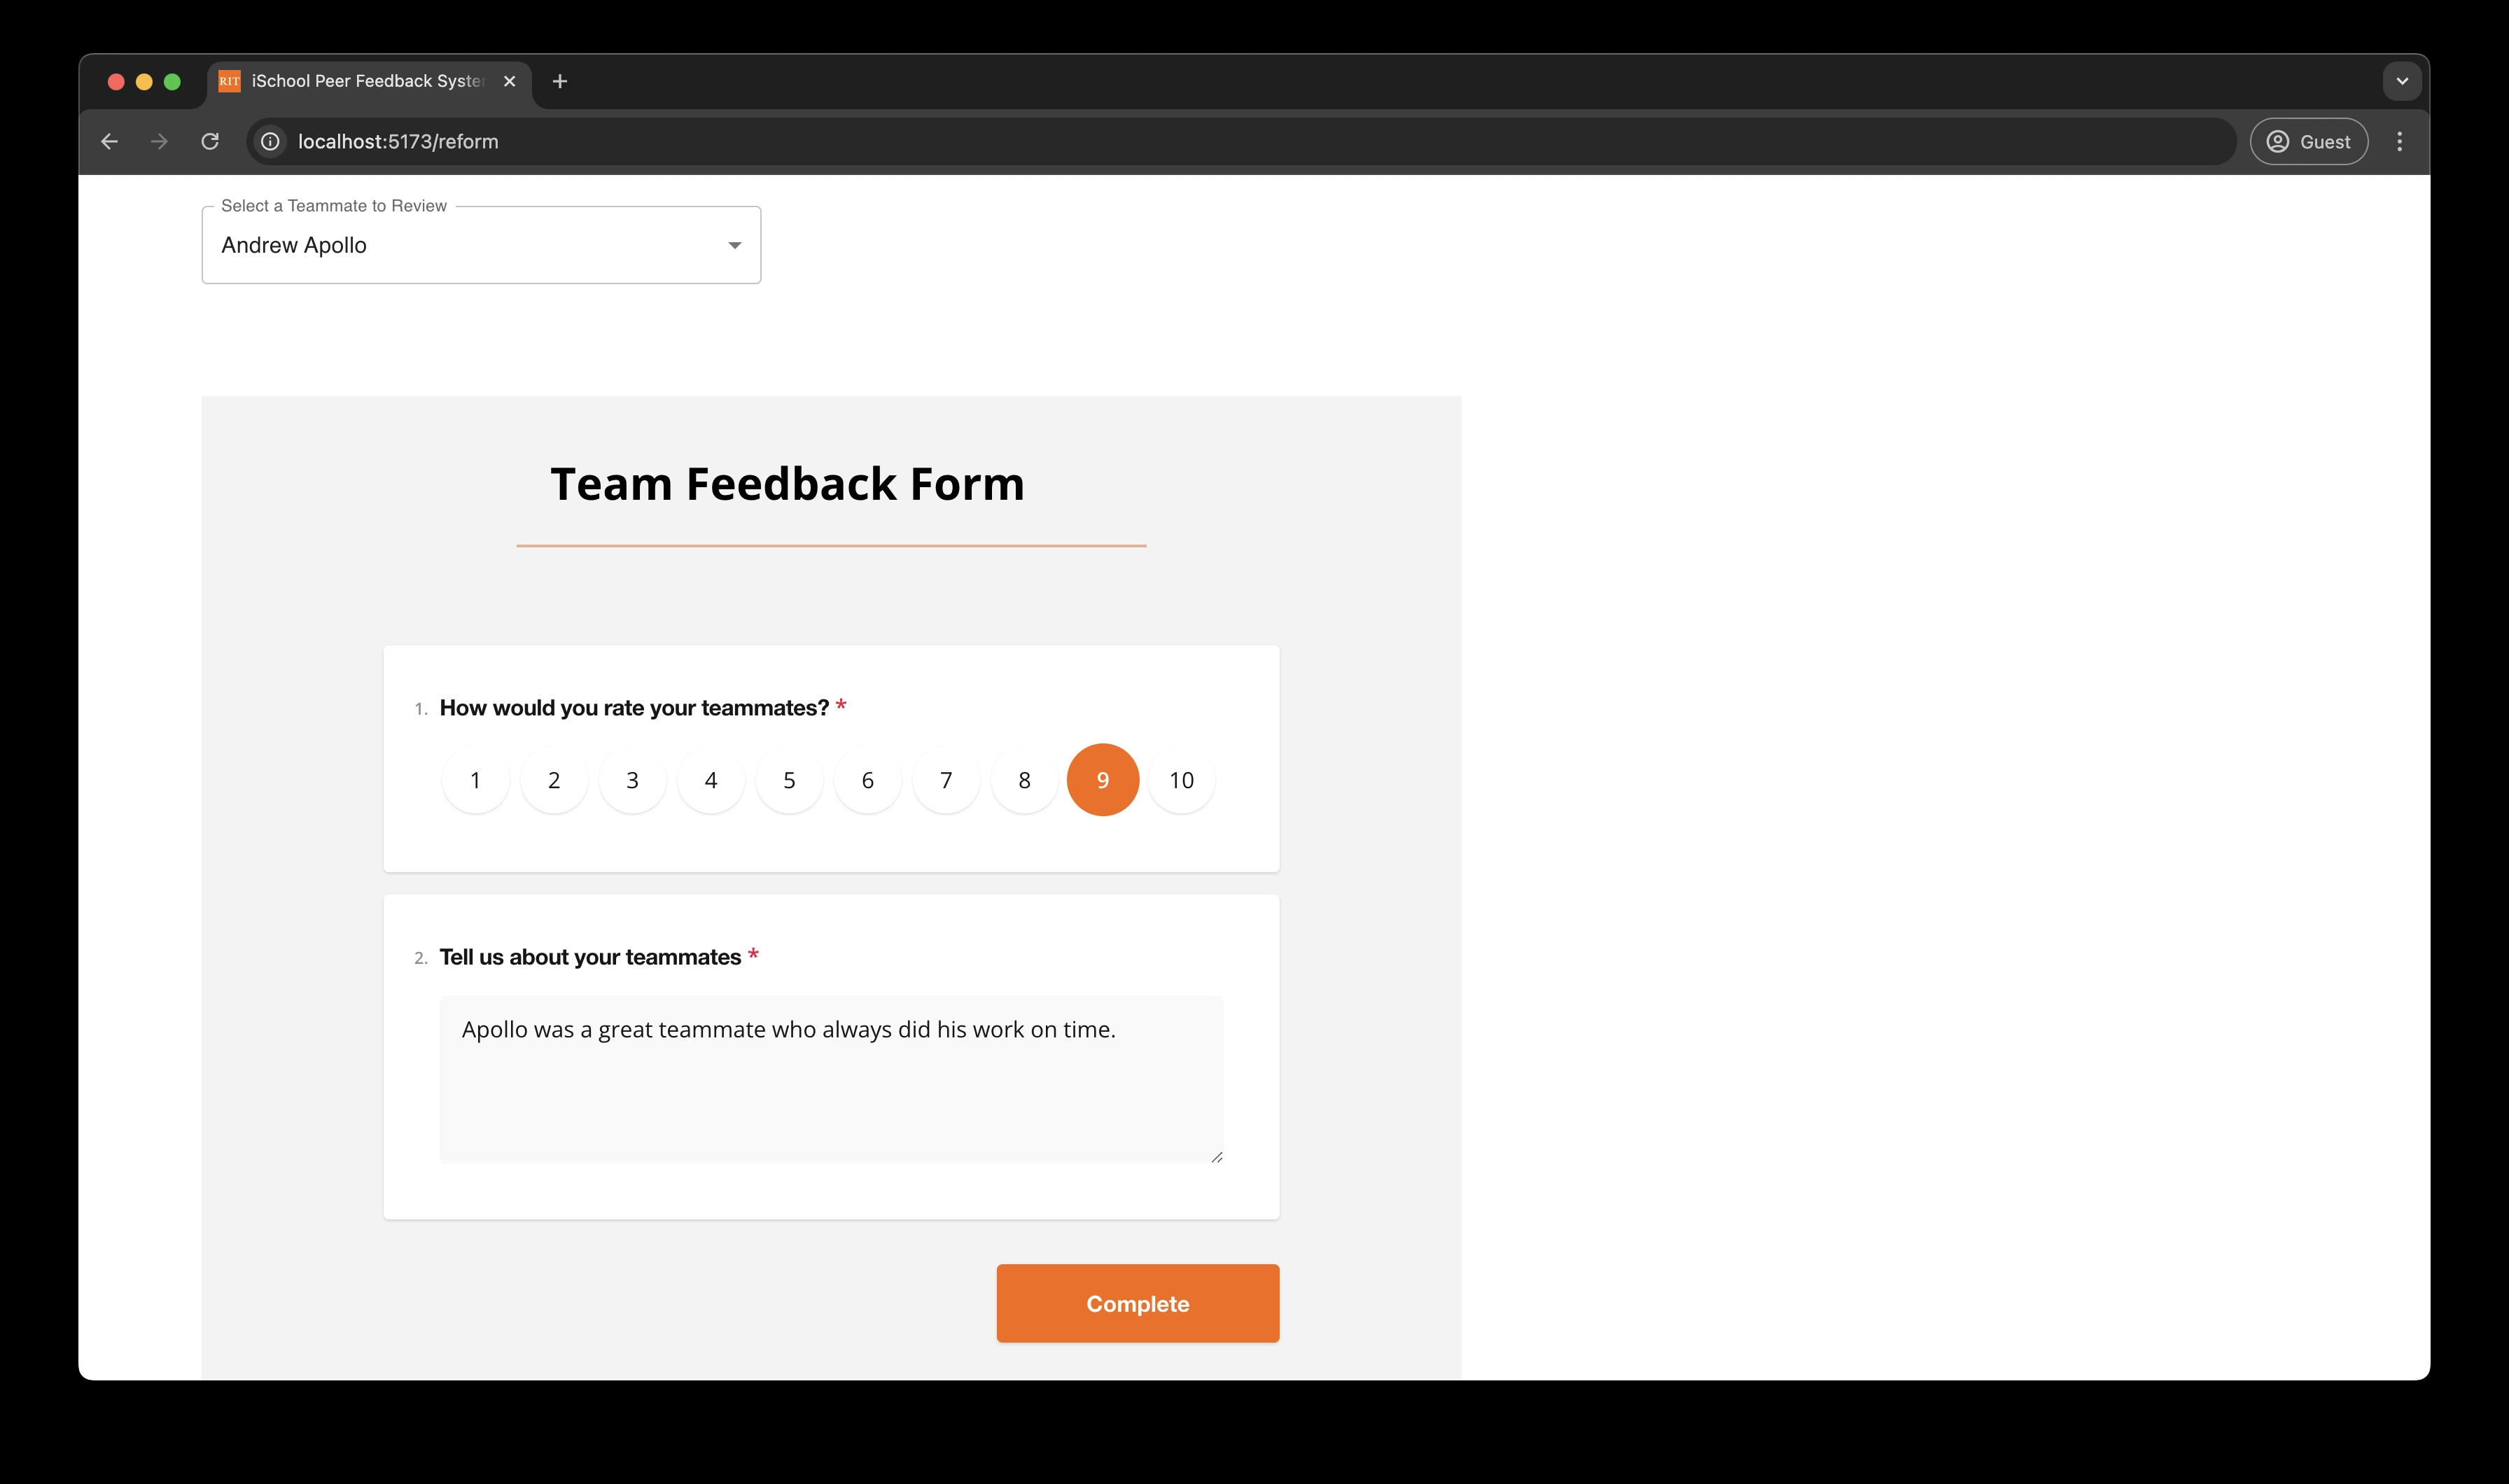 RIT iSchool Peer Feedback Syste
localhost:5173/reform
Guest
Select a Teammate to Review
Andrew Apollo
Team Feedback Form
1. How would you rate your teammates? *
1 2 3 4 5 6 7 8 9 10
2. Tell us about your teammates *
Apollo was a great teammate who always did his work on time.
Complete